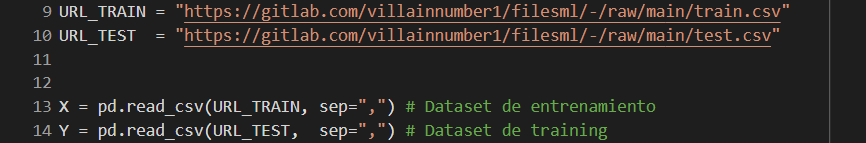 9 URL_TRAIN = "https://gitlab.com/villainnumber1/filesml/-/raw/main/train.csv"
10 URL_TEST  = "https://gitlab.com/villainnumber1/filesml/-/raw/main/test.csv"
11
12
13 X = pd.read_csv(URL_TRAIN, sep=",") # Dataset de entrenamiento
14 Y = pd.read_csv(URL_TEST,  sep=",") # Dataset de training